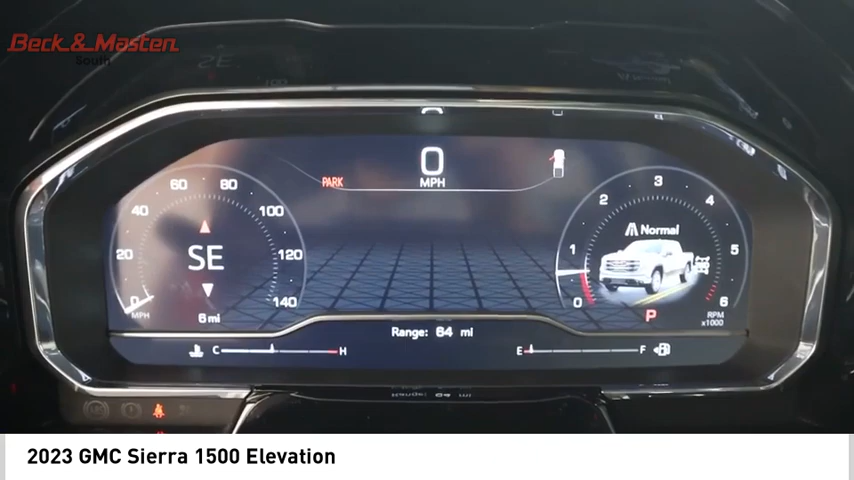 Beck & Masten
South
0
MPH
PARK
60 80
40 100
20 120
0 140
MPH
SE
6 mi
3
2 4
1 5
0 6
Normal
P
RPM
x1000
Range: 64 mi
C H
E F
2023 GMC Sierra 1500 Elevation